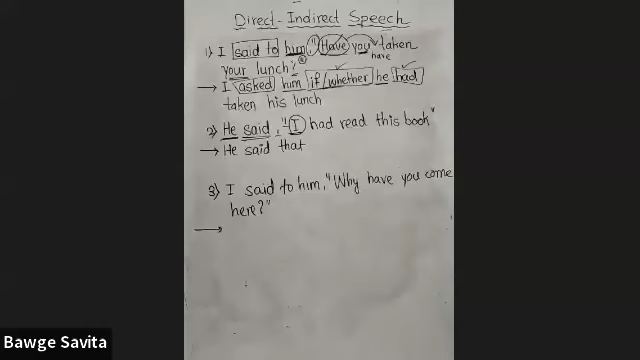 Direct-Indirect Speech
1) I said to him, "Have you taken
have
your lunch?"
→ I asked him if/whether he had
taken his lunch
2) He said, "I had read this book"
→ He said that
3) I said to him, "Why have you come
here?"
→
Bawge Savita